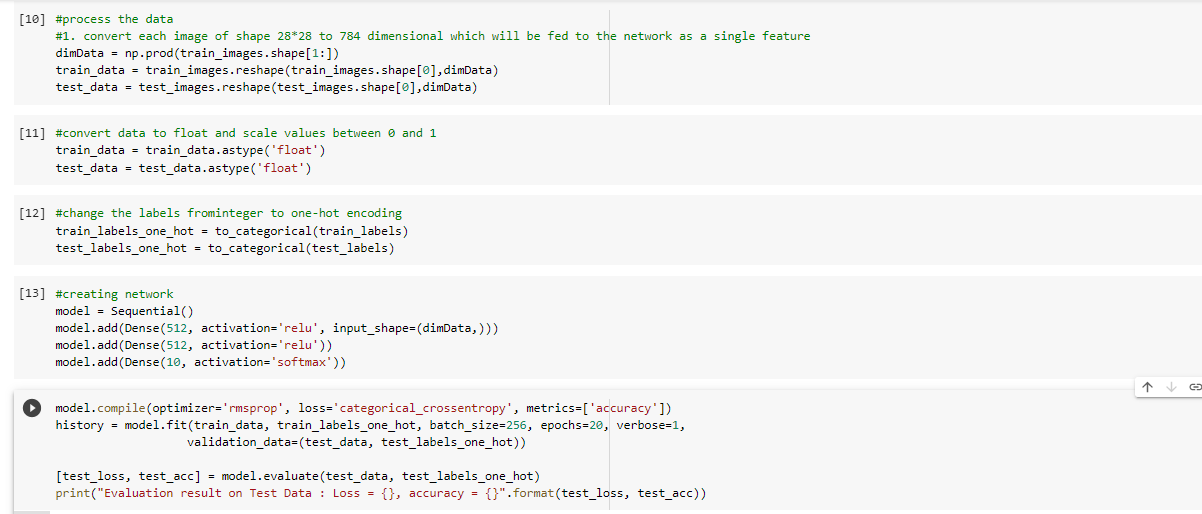 [10] #process the data
#1. convert each image of shape 28*28 to 784 dimensional which will be fed to the network as a single feature
dimData = np.prod(train_images.shape[1:])
train_data = train_images.reshape(train_images.shape[0],dimData)
test_data = test_images.reshape(test_images.shape[0],dimData)
[11] #convert data to float and scale values between 0 and 1
train_data = train_data.astype('float')
test_data = test_data.astype('float')
[12] #change the labels frominteger to one-hot encoding
train_labels_one_hot = to_categorical(train_labels)
test_labels_one_hot = to_categorical(test_labels)
[13] #creating network
model = Sequential()
model.add(Dense(512, activation='relu', input_shape=(dimData,)))
model.add(Dense(512, activation='relu'))
model.add(Dense(10, activation='softmax'))
model.compile(optimizer='rmsprop', loss='categorical_crossentropy', metrics=['accuracy'])
history = model.fit(train_data, train_labels_one_hot, batch_size=256, epochs=20, verbose=1,
validation_data=(test_data, test_labels_one_hot))
[test_loss, test_acc] = model.evaluate(test_data, test_labels_one_hot)
print("Evaluation result on Test Data : Loss = {}, accuracy = {}".format(test_loss, test_acc))